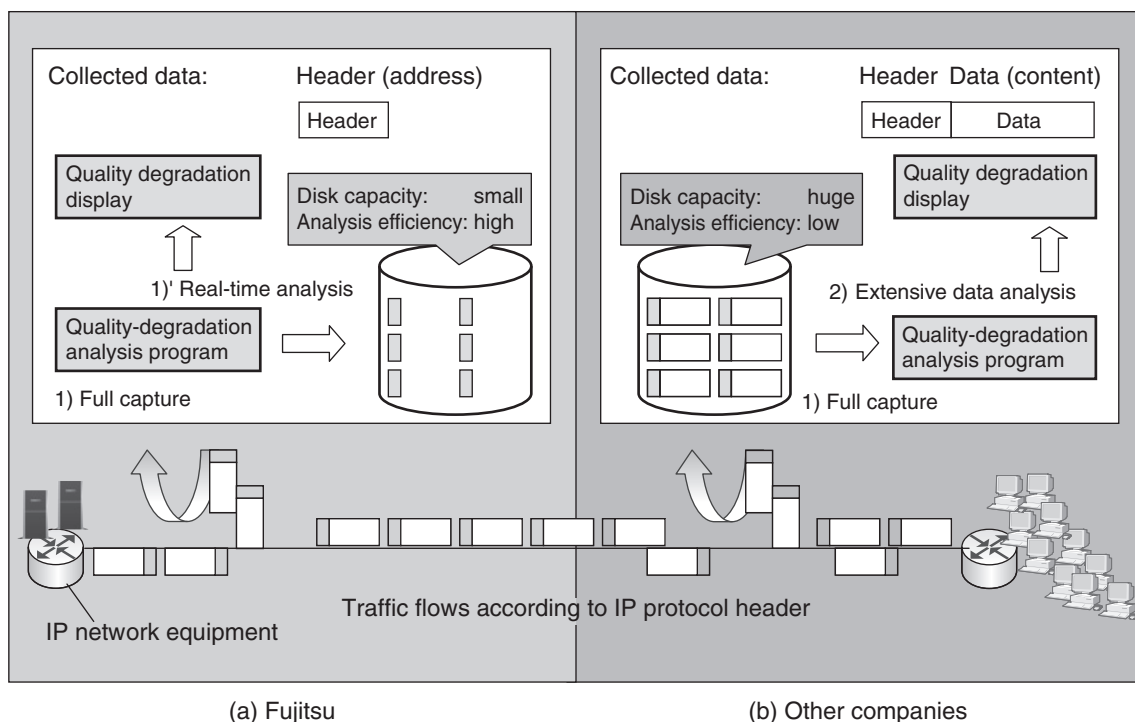 Collected data:
Header (address)
Header
Quality degradation
display
Disk capacity: small
Analysis efficiency: high
1)' Real-time analysis
Quality-degradation
analysis program
1) Full capture
Collected data:
Header Data (content)
Header Data
Quality degradation
display
Disk capacity: huge
Analysis efficiency: low
2) Extensive data analysis
Quality-degradation
analysis program
1) Full capture
Traffic flows according to IP protocol header
IP network equipment
(a) Fujitsu
(b) Other companies